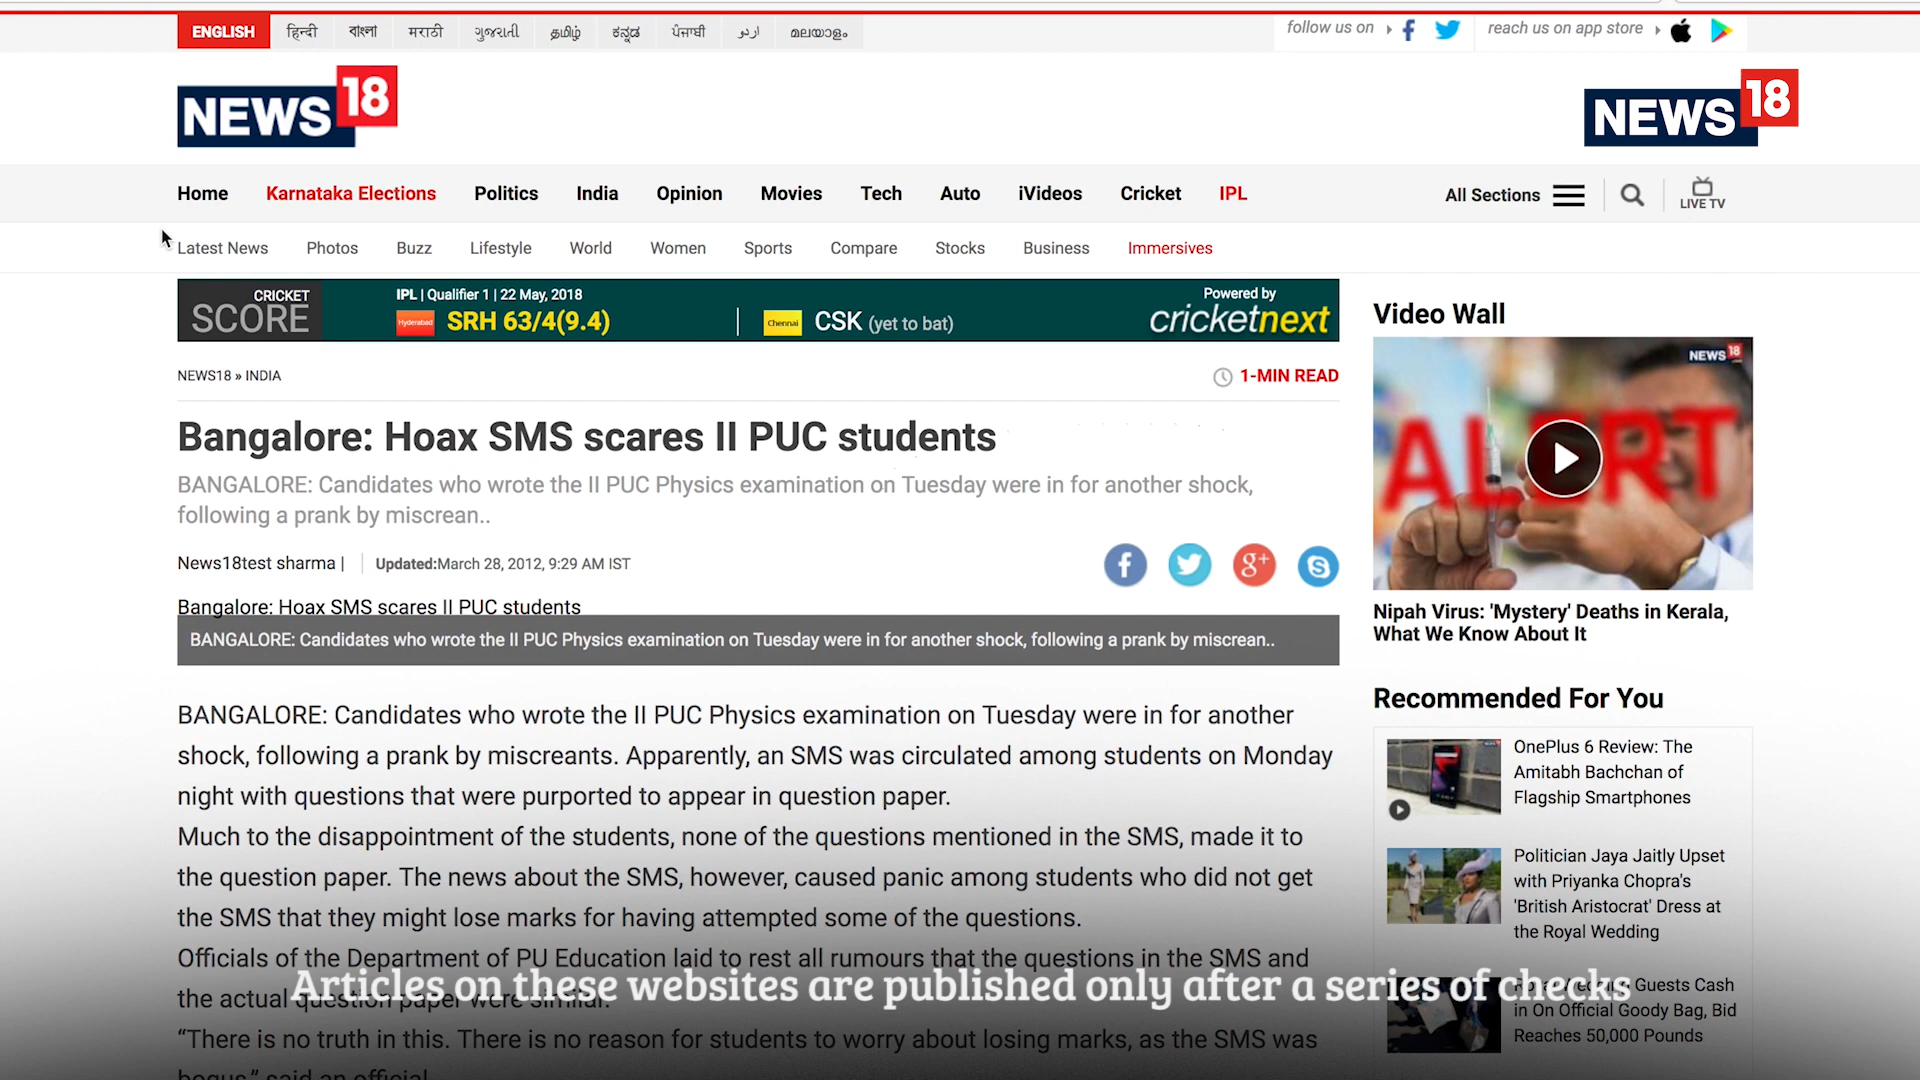 ENGLISH हिन्दी বাংলা मराठी ગુજરાતી தமிழ் ಕನ್ನಡ ਪੰਜਾਬੀ اردو മലയാളം follow us on reach us on app store
NEWS 18
NEWS 18
Home Karnataka Elections Politics India Opinion Movies Tech Auto iVideos Cricket IPL All Sections LIVE TV
Latest News Photos Buzz Lifestyle World Women Sports Compare Stocks Business Immersives
CRICKET SCORE
IPL | Qualifier 1 | 22 May, 2018
Hyderabad SRH 63/4(9.4) Chennai CSK (yet to bat)
Powered by
cricketnext
NEWS18 » INDIA
1-MIN READ
Bangalore: Hoax SMS scares II PUC students
BANGALORE: Candidates who wrote the II PUC Physics examination on Tuesday were in for another shock,
following a prank by miscrean..
News18test sharma | Updated:March 28, 2012, 9:29 AM IST
Bangalore: Hoax SMS scares II PUC students
BANGALORE: Candidates who wrote the II PUC Physics examination on Tuesday were in for another shock, following a prank by miscrean..
BANGALORE: Candidates who wrote the II PUC Physics examination on Tuesday were in for another
shock, following a prank by miscreants. Apparently, an SMS was circulated among students on Monday
night with questions that were purported to appear in question paper.
Much to the disappointment of the students, none of the questions mentioned in the SMS, made it to
the question paper. The news about the SMS, however, caused panic among students who did not get
the SMS that they might lose marks for having attempted some of the questions.
Officials of the Department of PU Education laid to rest all rumours that the questions in the SMS and
the actual question paper were similar.
“There is no truth in this. There is no reason for students to worry about losing marks, as the SMS was
bogus,” said an official.
Video Wall
NEWS 18
ALERT
Nipah Virus: 'Mystery' Deaths in Kerala,
What We Know About It
Recommended For You
OnePlus 6 Review: The
Amitabh Bachchan of
Flagship Smartphones
Politician Jaya Jaitly Upset
with Priyanka Chopra's
'British Aristocrat' Dress at
the Royal Wedding
Guests Cash
in On Official Goody Bag, Bid
Reaches 50,000 Pounds
Articles on these websites are published only after a series of checks